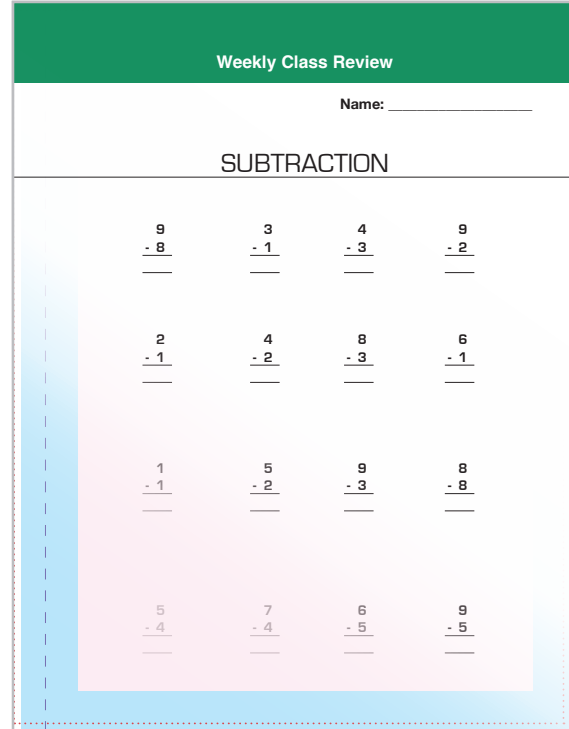 Weekly Class Review
Name: ____________________
SUBTRACTION
9 3 4 9
- 8 - 1 - 3 - 2
2 4 8 6
- 1 - 2 - 3 - 1
1 5 9 8
- 1 - 2 - 3 - 8
5 7 6 9
- 4 - 4 - 5 - 5